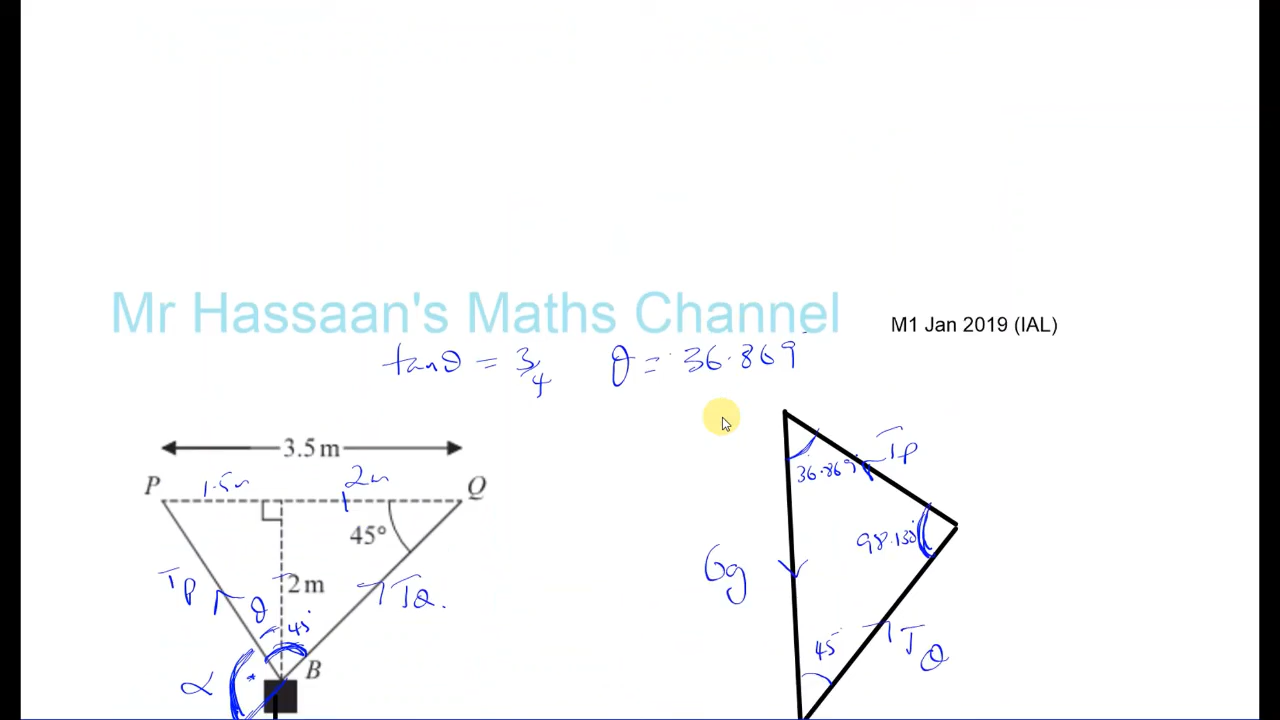 Mr Hassaan's Maths Channel
M1 Jan 2019 (IAL)
tanθ = 3/4 θ = 36.869°
3.5 m
P 1.5m 2m Q
45°
2 m
TP θ 45° TQ
α B
36.869° TP
98.13°
6g
45° TQ